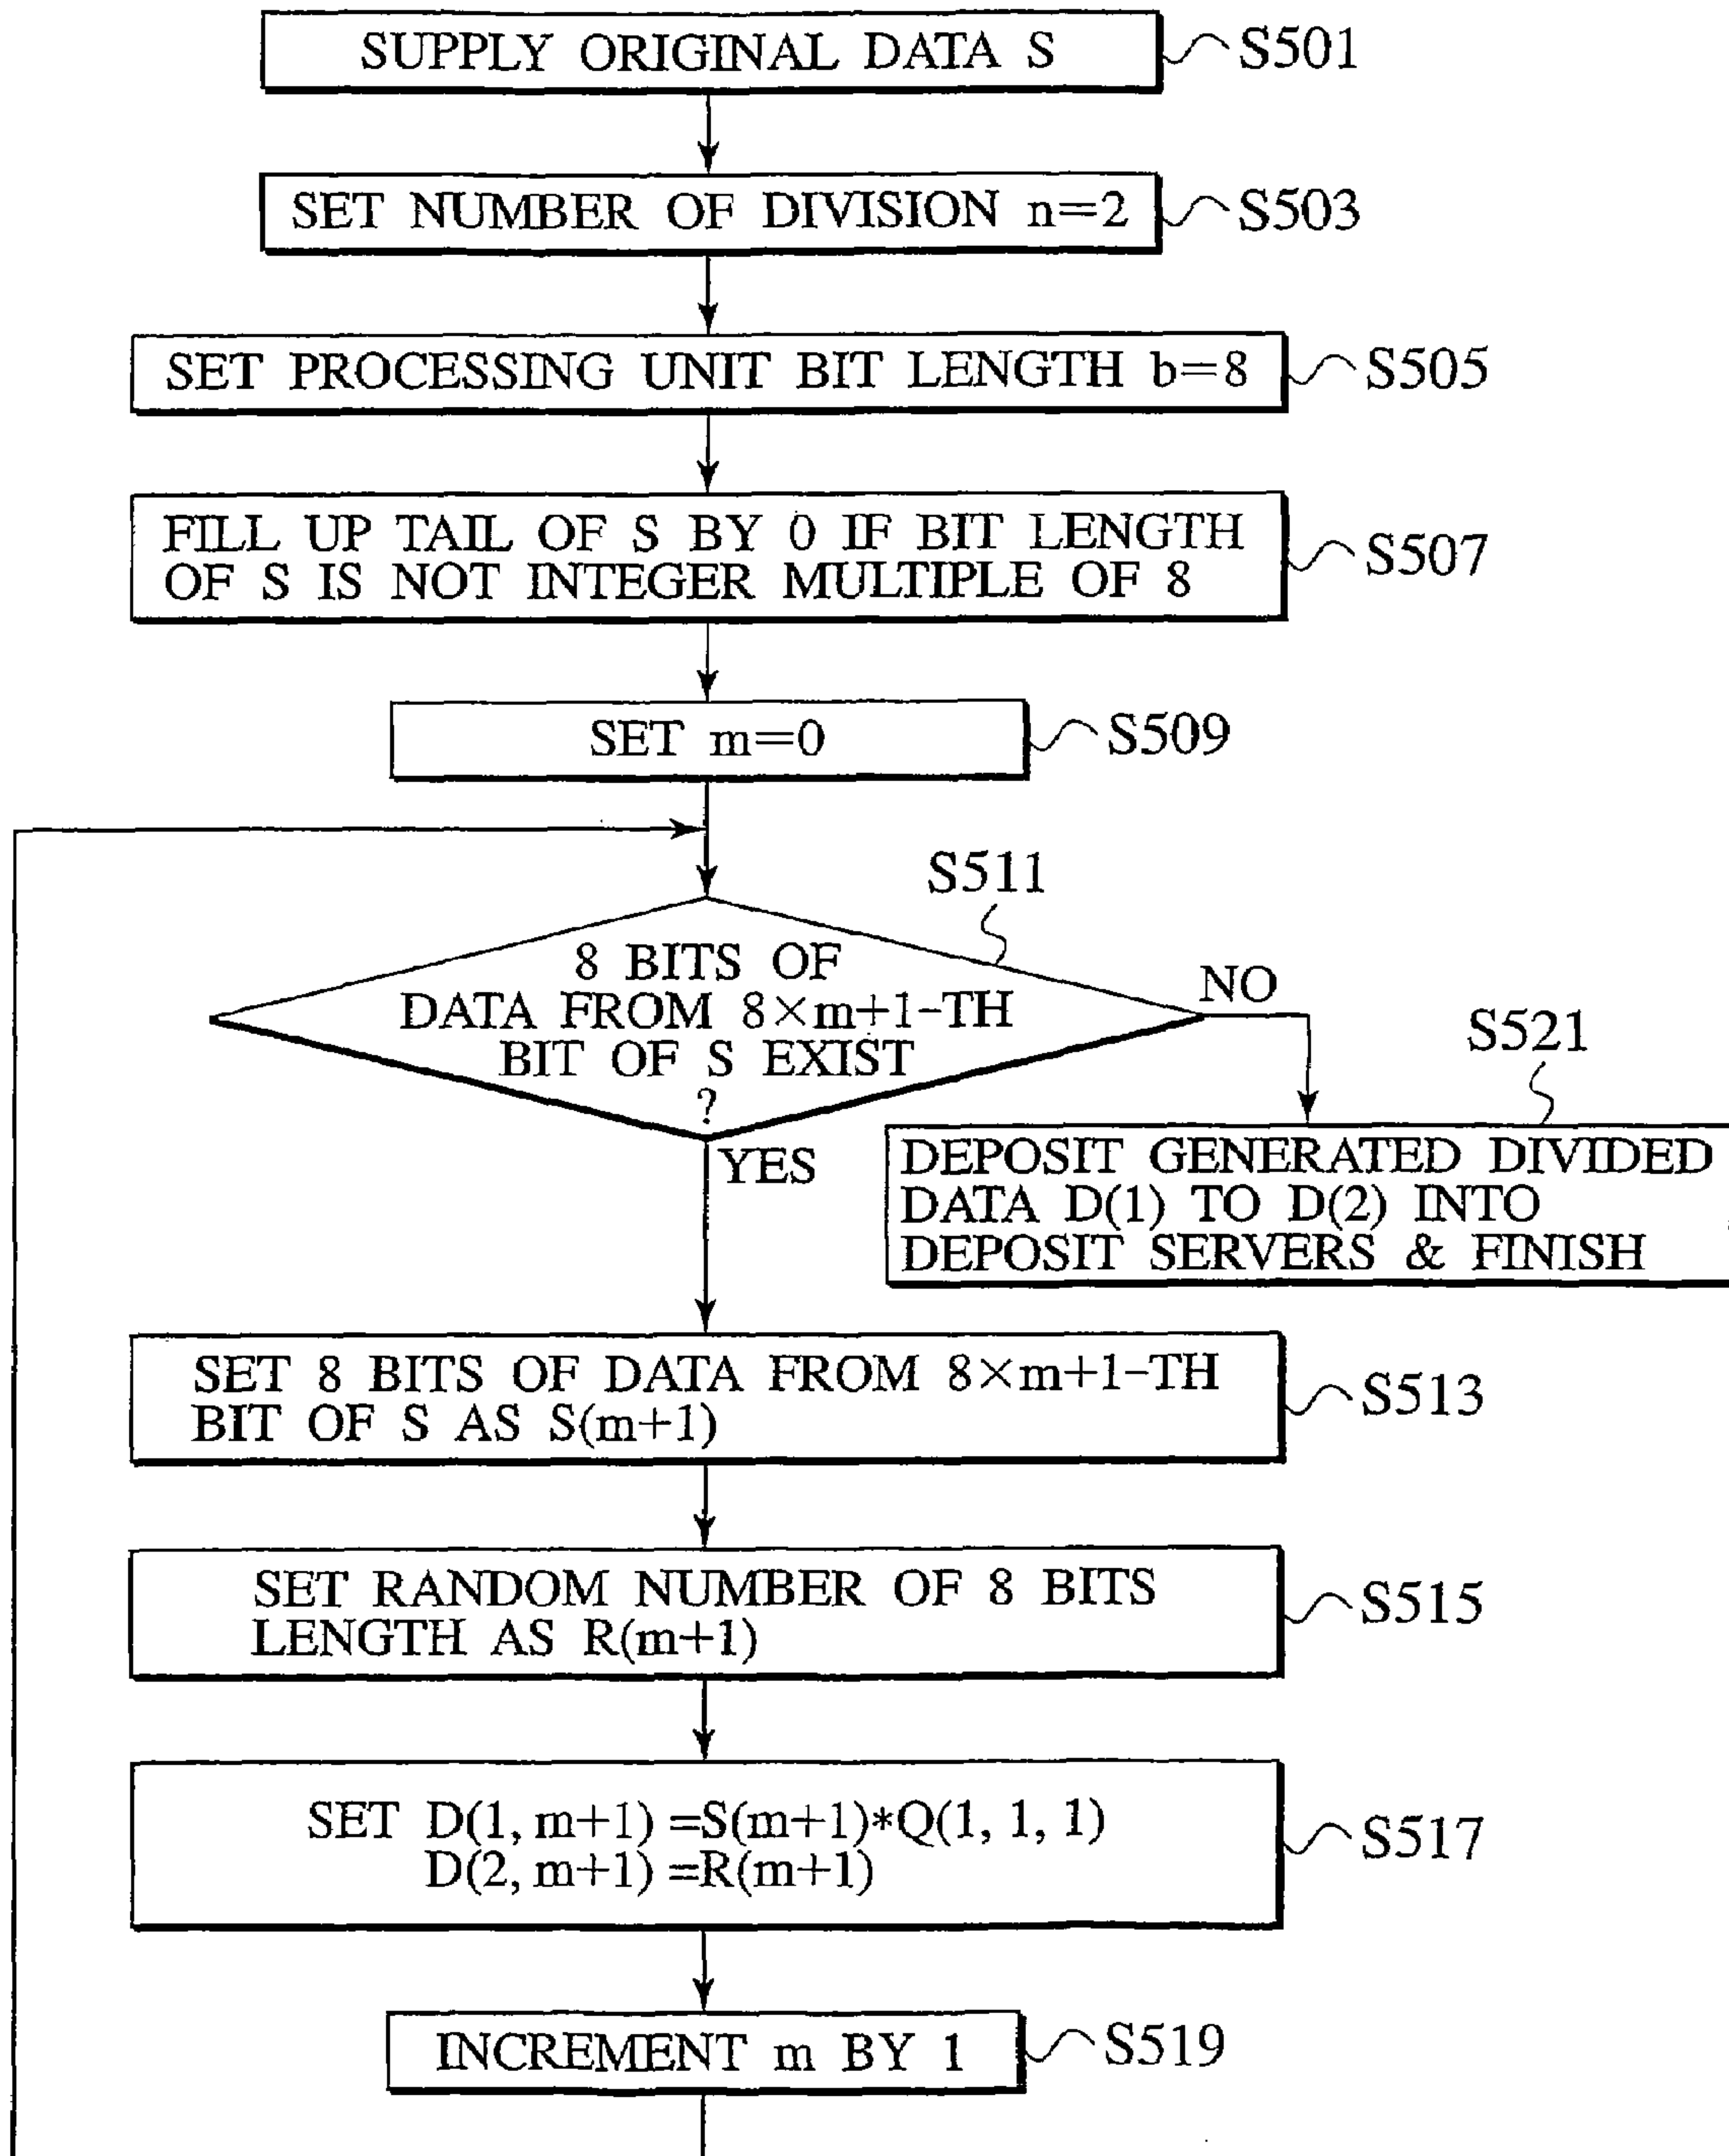 SUPPLY ORIGINAL DATA S
S501
SET NUMBER OF DIVISION n=2
S503
SET PROCESSING UNIT BIT LENGTH b=8
S505
FILL UP TAIL OF S BY 0 IF BIT LENGTH
OF S IS NOT INTEGER MULTIPLE OF 8
S507
SET m=0
S509
S511
8 BITS OF
DATA FROM 8×m+1-TH
BIT OF S EXIST
?
NO
YES
S521
DEPOSIT GENERATED DIVIDED
DATA D(1) TO D(2) INTO
DEPOSIT SERVERS & FINISH
SET 8 BITS OF DATA FROM 8×m+1-TH
BIT OF S AS S(m+1)
S513
SET RANDOM NUMBER OF 8 BITS
LENGTH AS R(m+1)
S515
SET D(1, m+1) =S(m+1)*Q(1, 1, 1)
D(2, m+1) =R(m+1)
S517
INCREMENT m BY 1
S519